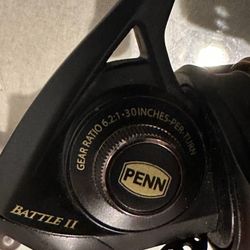 GEAR RATIO 6.2:1 • 30 INCHES-PER-TURN
PENN
BATTLE II